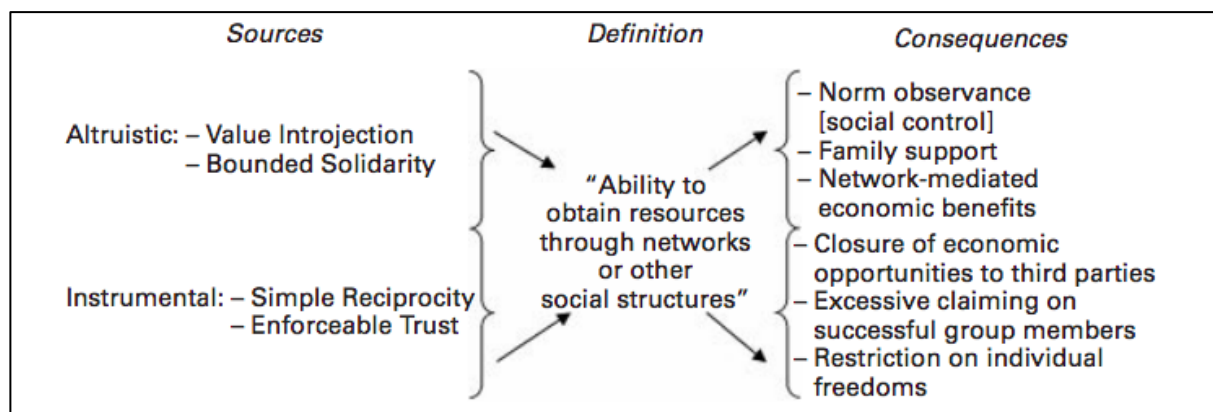 Sources
Definition
Consequences
Altruistic: – Value Introjection
– Bounded Solidarity
Instrumental: – Simple Reciprocity
– Enforceable Trust
“Ability to
obtain resources
through networks
or other
social structures”
– Norm observance
[social control]
– Family support
– Network-mediated
economic benefits
– Closure of economic
opportunities to third parties
– Excessive claiming on
successful group members
– Restriction on individual
freedoms